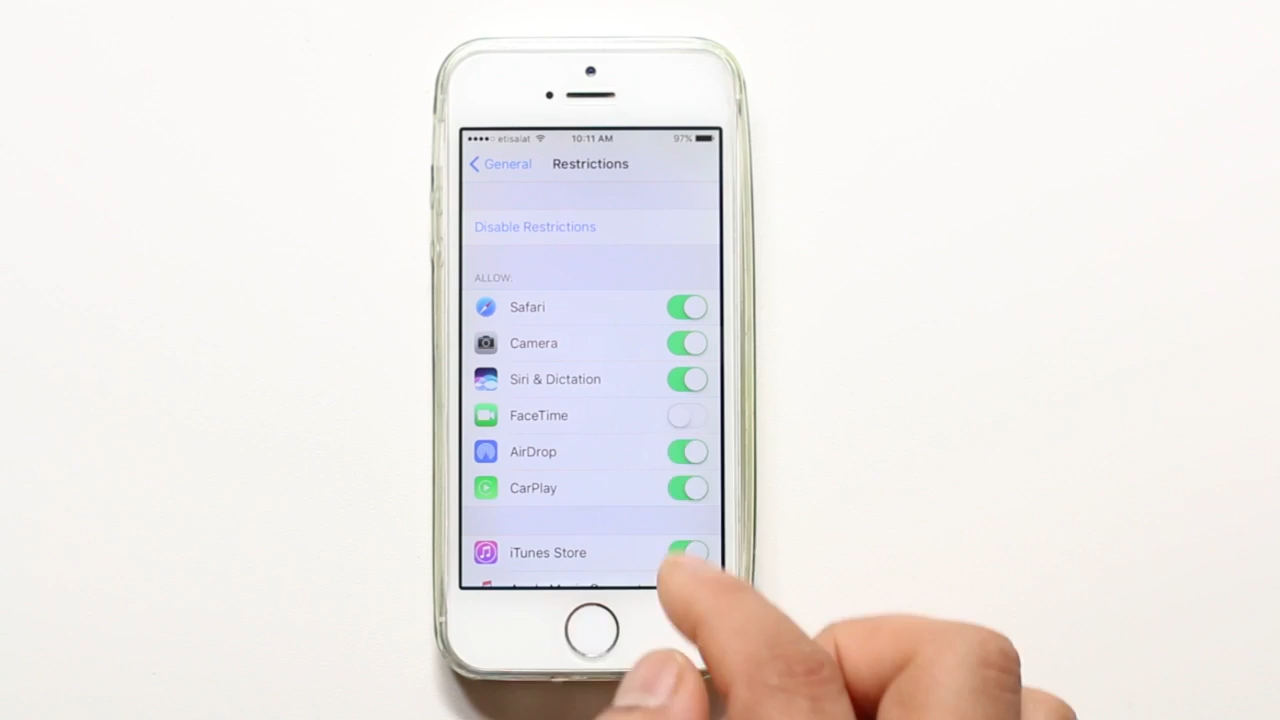 etisalat 10:11 AM 97%
General Restrictions
Disable Restrictions
ALLOW:
Safari
Camera
Siri & Dictation
FaceTime
AirDrop
CarPlay
iTunes Store